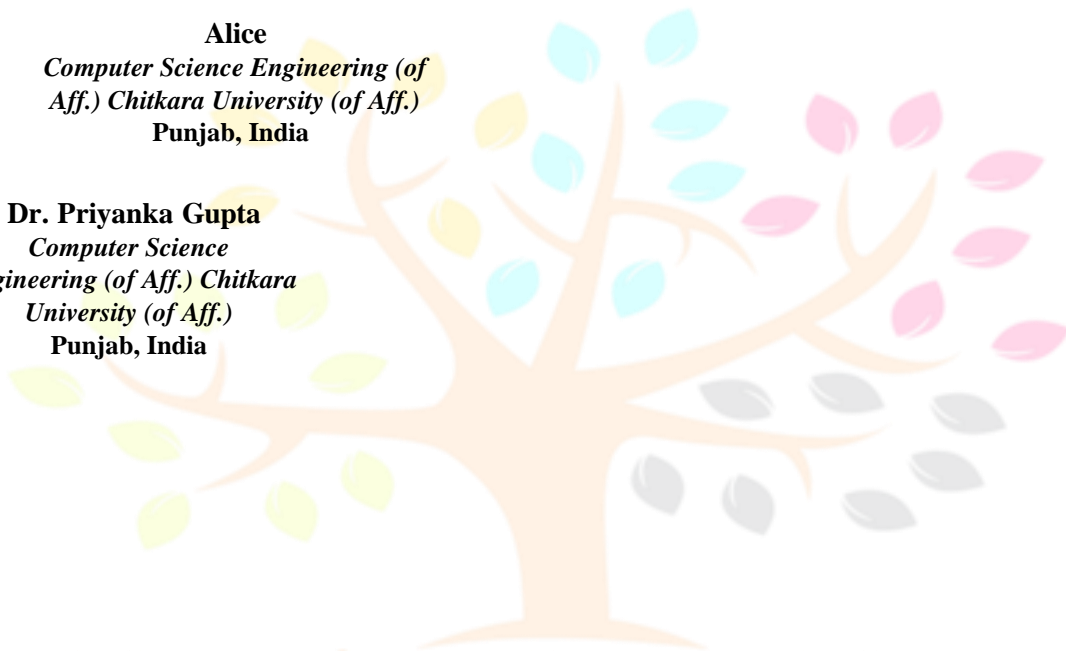 Alice
Computer Science Engineering (of
Aff.) Chitkara University (of Aff.)
Punjab, India
Dr. Priyanka Gupta
Computer Science
gineering (of Aff.) Chitkara
University (of Aff.)
Punjab, India